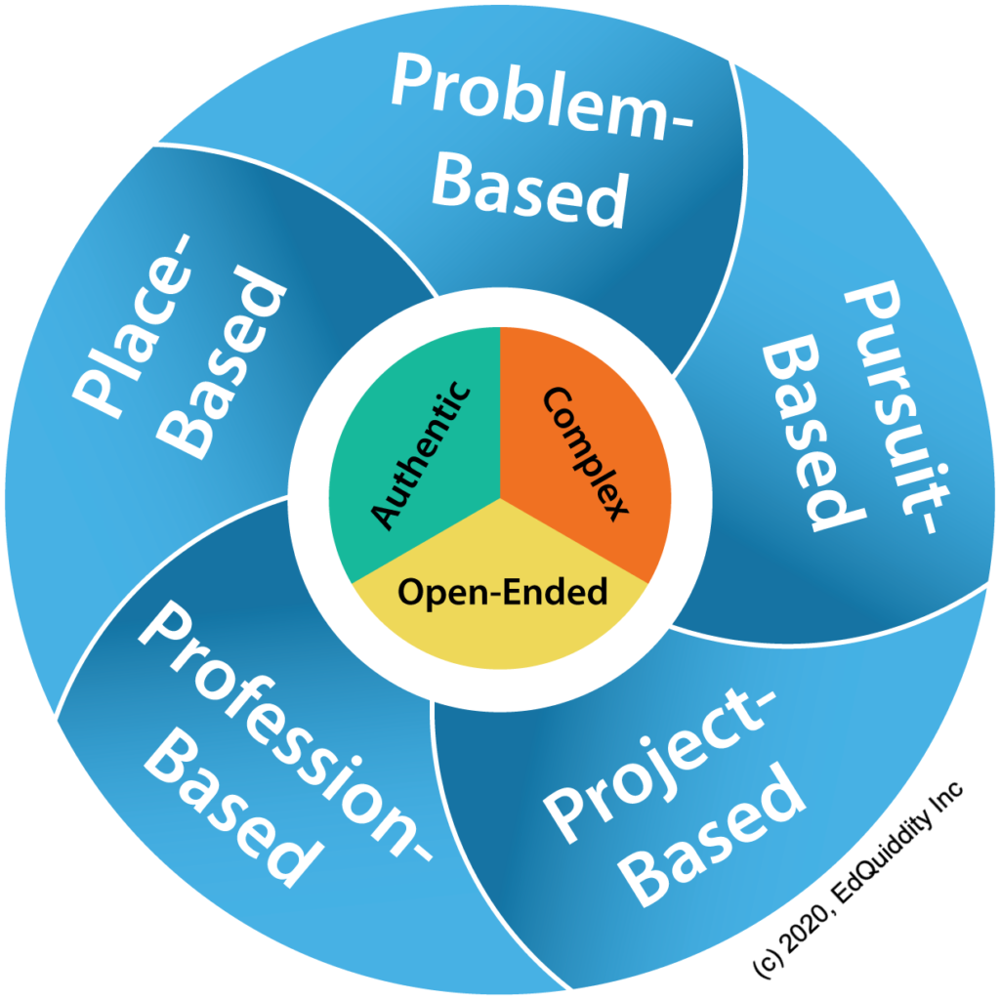 Problem-
Based
Pursuit-
Based
Project-
Based
Profession-
Based
Place-
Based
Authentic
Complex
Open-Ended
(c) 2020, EdQuiddity Inc